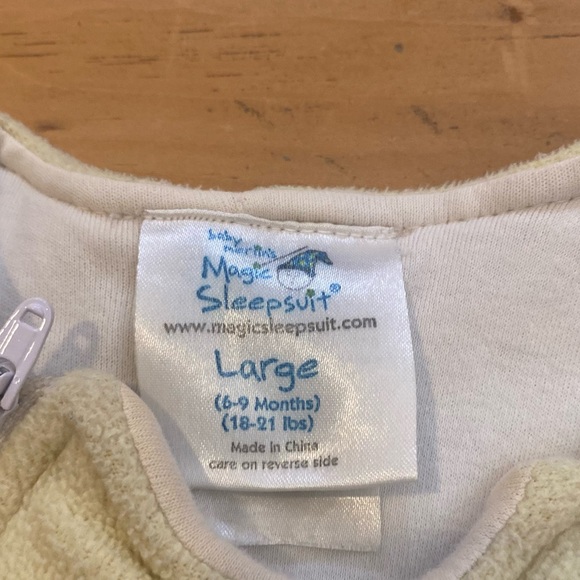 baby
merlin's
Magic
Sleepsuit®
www.magicsleepsuit.com
Large
(6-9 Months)
(18-21 lbs)
Made in China
care on reverse side